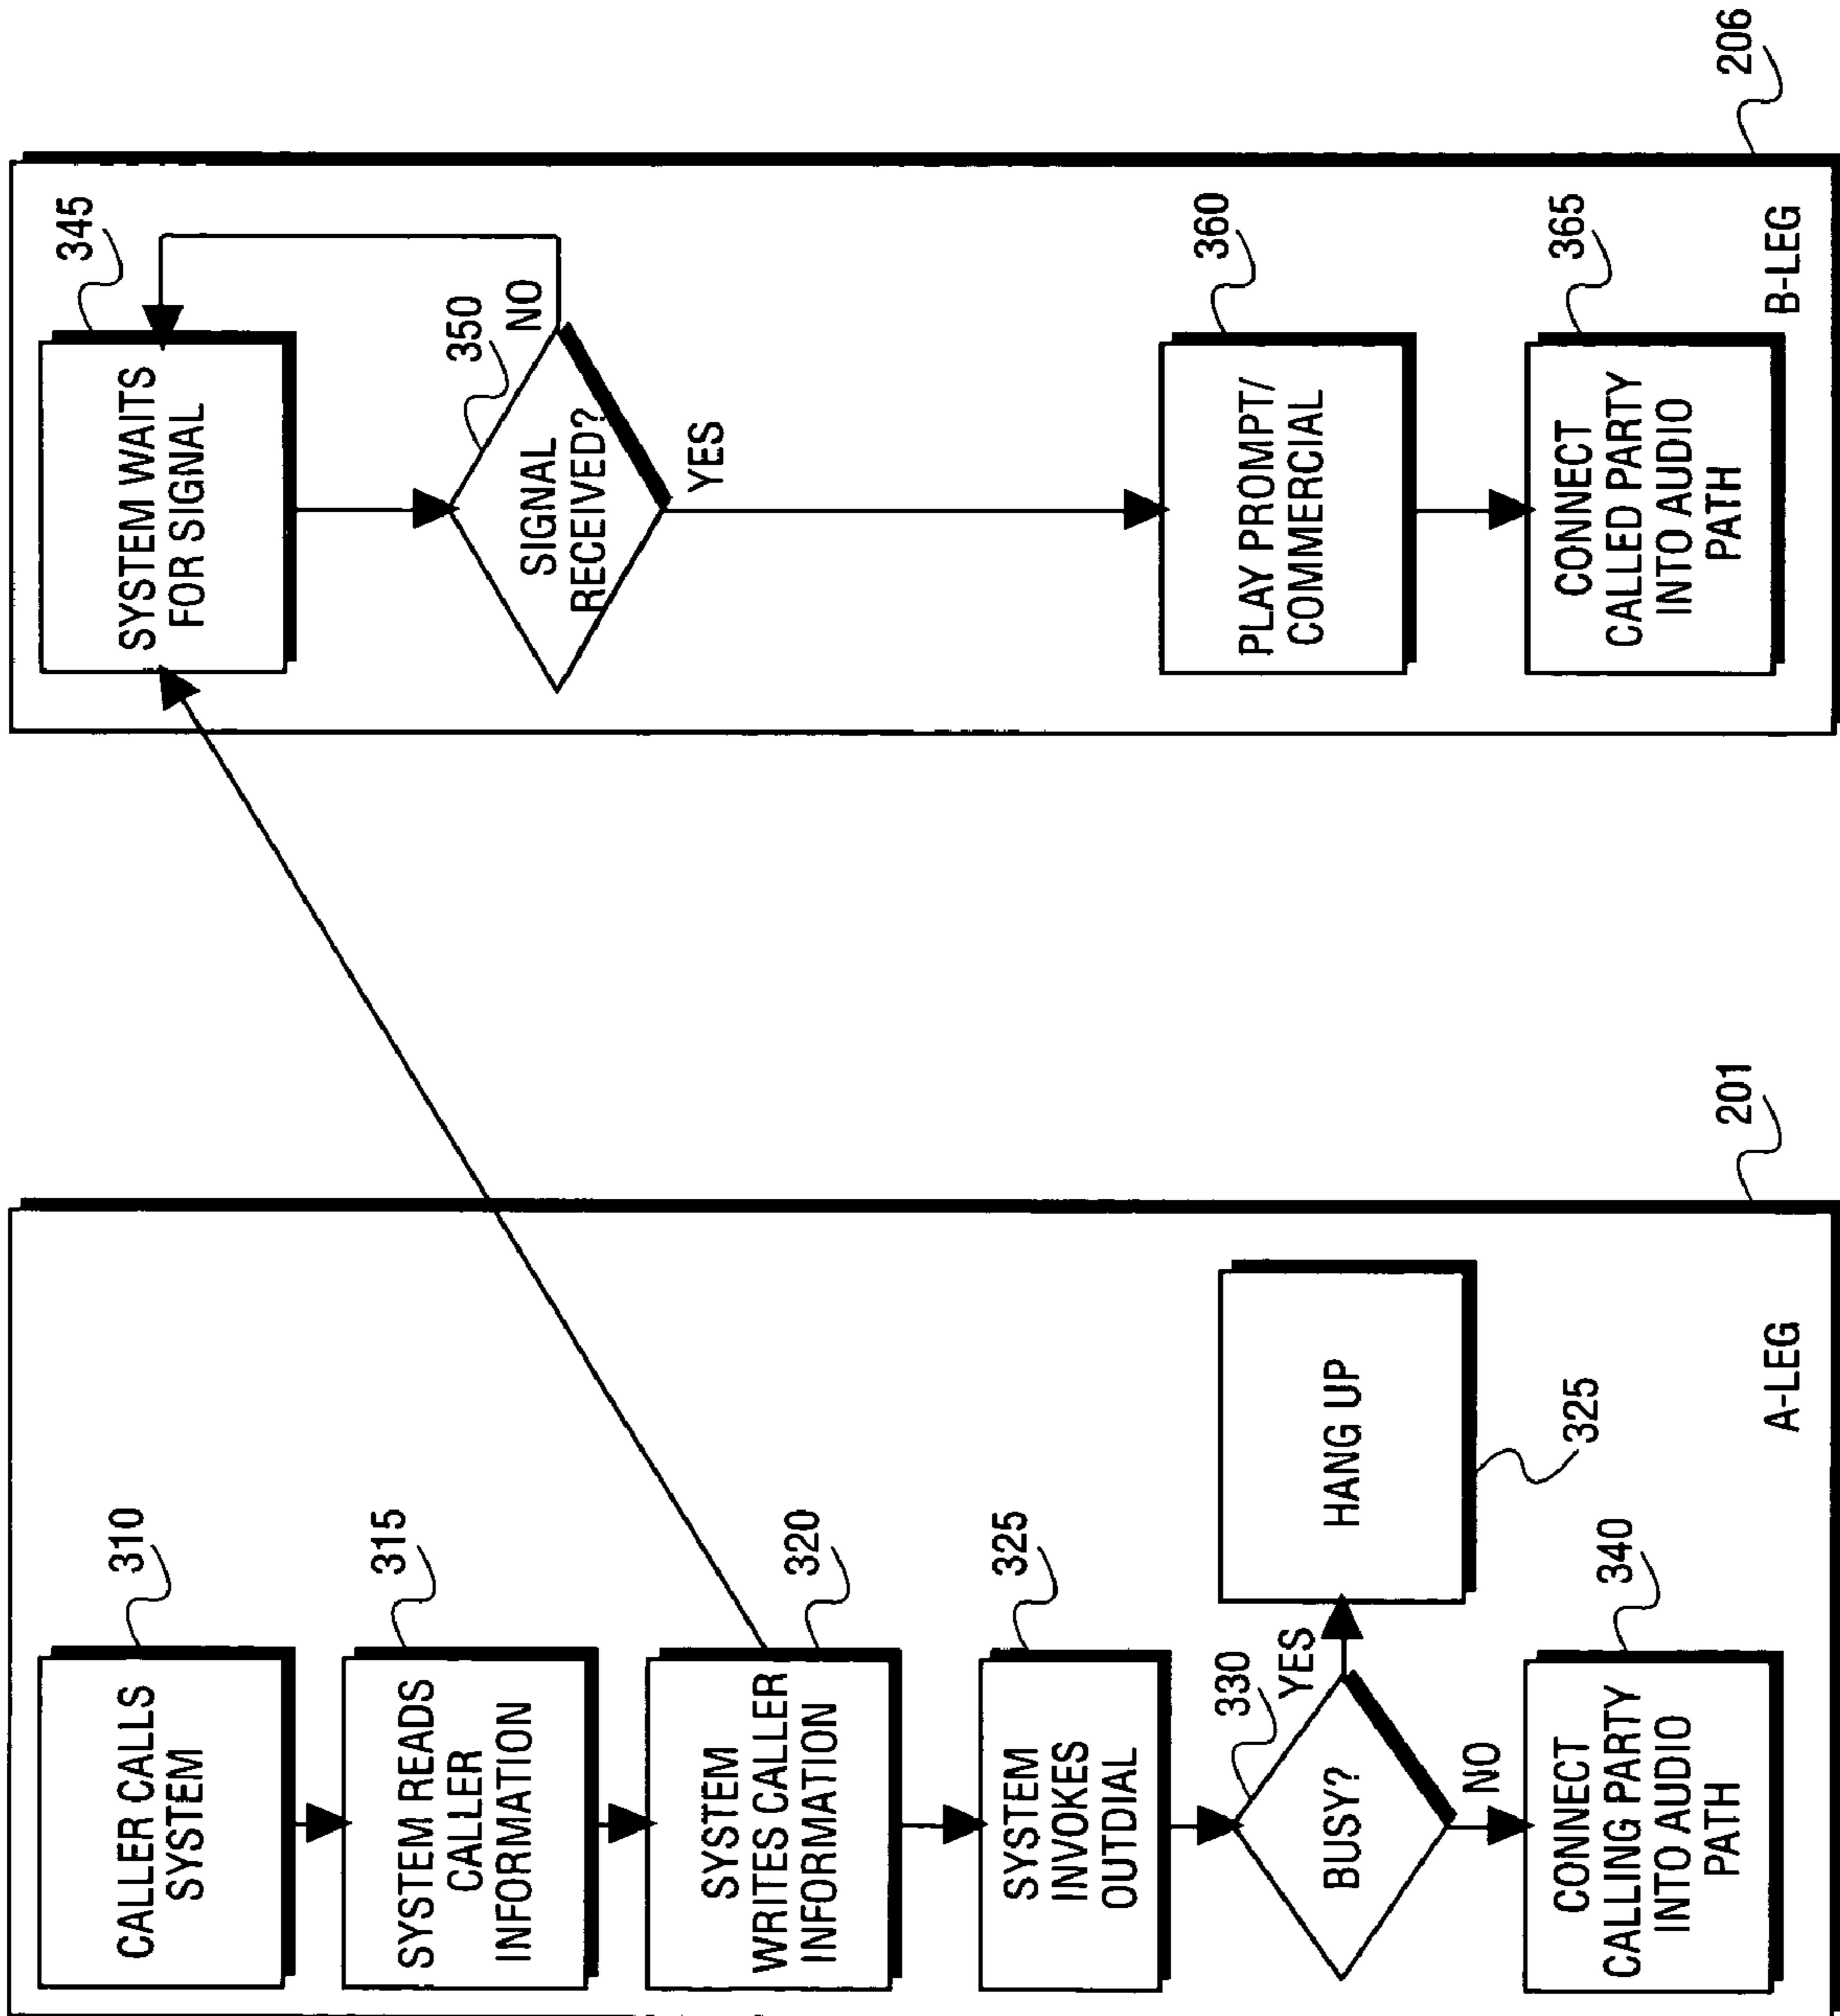 310
CALLER CALLS
SYSTEM
315
SYSTEM READS
CALLER
INFORMATION
320
SYSTEM
WRITES CALLER
INFORMATION
325
SYSTEM
INVOKES
OUTDIAL
330
BUSY?
YES
HANG UP
325
NO
340
CONNECT
CALLING PARTY
INTO AUDIO
PATH
A-LEG
201
345
SYSTEM WAITS
FOR SIGNAL
350
NO
SIGNAL
RECEIVED?
YES
360
PLAY PROMPT/
COMMERCIAL
365
CONNECT
CALLED PARTY
INTO AUDIO
PATH
B-LEG
206